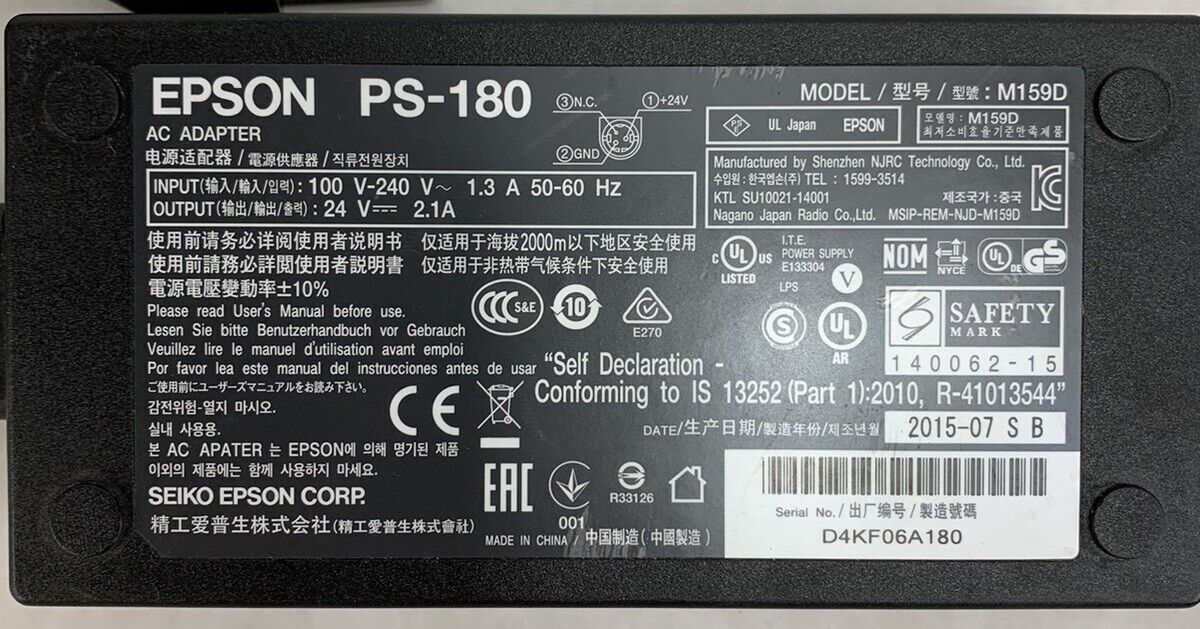 EPSON PS-180
AC ADAPTER
电源适配器 / 電源供應器 / 직류전원장치
③N.C. ①+24V
②GND
MODEL / 型号 / 型號 : M159D
PSE UL Japan EPSON
모델명 : M159D
최저소비효율기준만족제품
INPUT(输入/輸入/입력) : 100 V-240 V~ 1.3 A 50-60 Hz
OUTPUT(输出/輸出/출력) : 24 V⎓ 2.1A
Manufactured by Shenzhen NJRC Technology Co., Ltd.
수입원 : 한국엡손(주) TEL : 1599-3514
KTL SU10021-14001 제조국가 : 중국
Nagano Japan Radio Co.,Ltd. MSIP-REM-NJD-M159D
使用前请务必详阅使用者说明书 仅适用于海拔2000m以下地区安全使用
使用前請務必詳閲使用者説明書 仅适用于非热带气候条件下安全使用
電源電壓變動率±10%
Please read User's Manual before use.
Lesen Sie bitte Benutzerhandbuch vor Gebrauch
Veuillez lire le manuel d'utilisation avant emploi
Por favor lea este manual del instrucciones antes de usar
ご使用前にユーザーズマニュアルをお読み下さい。
감전위험-열지 마시오.
실내 사용용.
본 AC APATER 는 EPSON에 의해 명기된 제품
이외의 제품에는 함께 사용하지 마세요.
SEIKO EPSON CORP.
精工爱普生株式会社(精工愛普生株式會社)
CCC S&E
10
E270
C UL US
LISTED
I.T.E.
POWER SUPPLY
E133304
LPS
V
NOM
NYCE
UL DE GS
S
UL
AR
SAFETY
MARK
140062-15
"Self Declaration -
Conforming to IS 13252 (Part 1):2010, R-41013544"
CE
DATE/生产日期/製造年份/제조년월 2015-07 S B
EAC
001
R33126
MADE IN CHINA / 中国制造 (中國製造)
Serial No. / 出厂编号 / 製造號碼
D4KF06A180